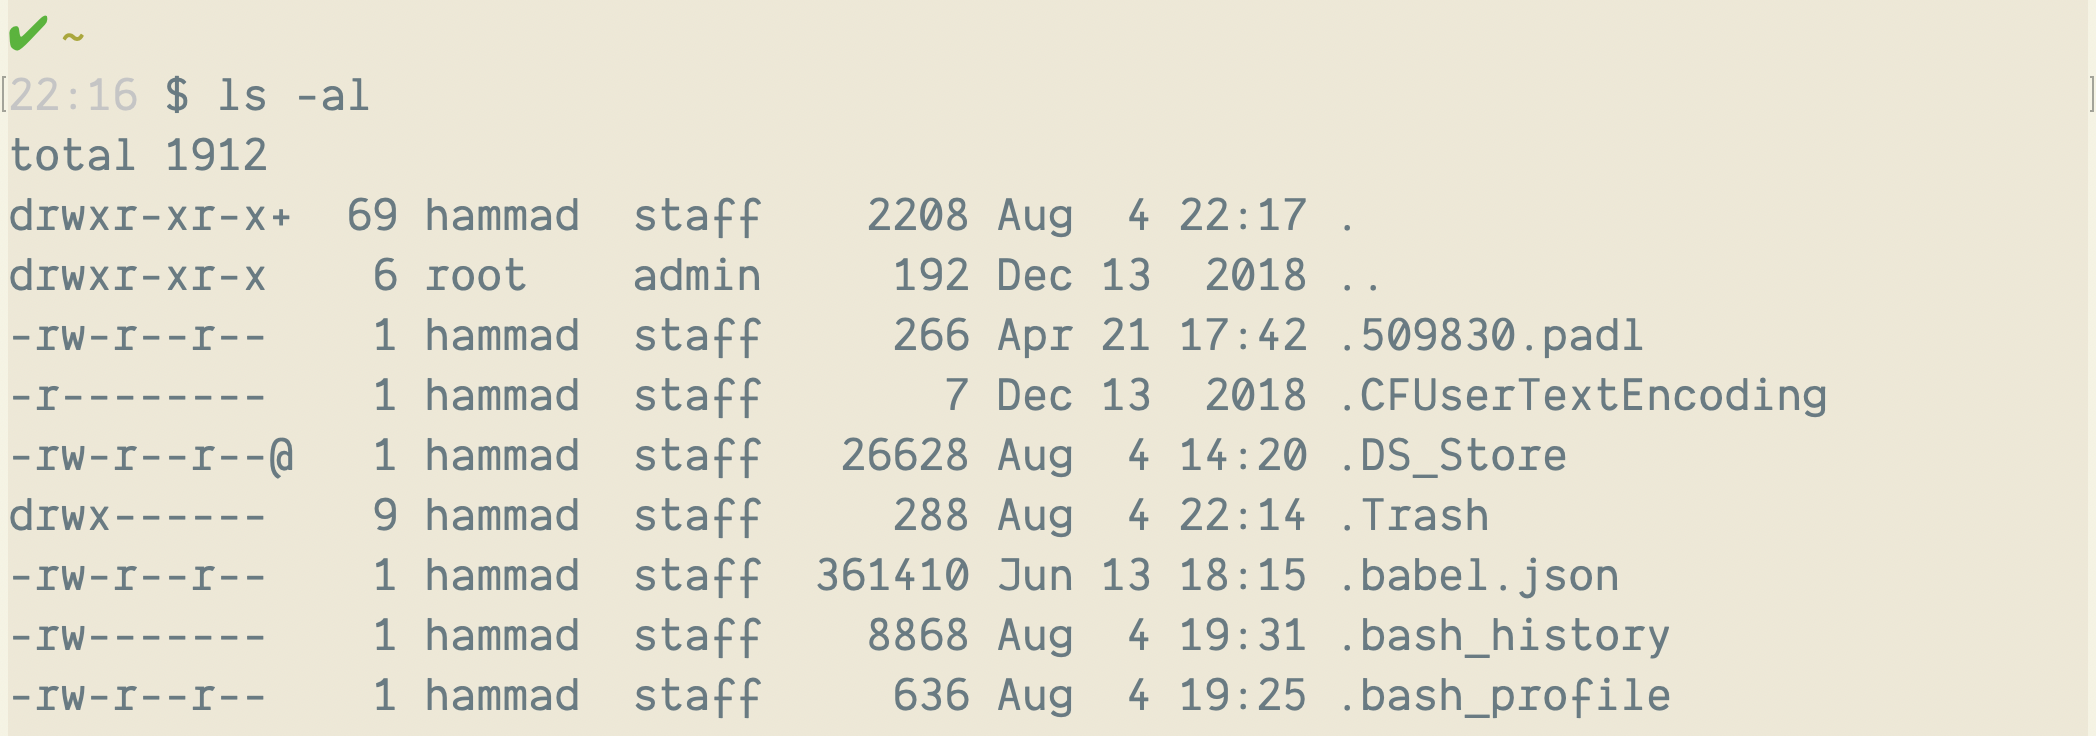 ✔ ~
22:16 $ ls -al
total 1912
drwxr-xr-x+  69 hammad  staff    2208 Aug  4 22:17 .
drwxr-xr-x    6 root    admin     192 Dec 13  2018 ..
-rw-r--r--    1 hammad  staff     266 Apr 21 17:42 .509830.padl
-r--------    1 hammad  staff       7 Dec 13  2018 .CFUserTextEncoding
-rw-r--r--@   1 hammad  staff   26628 Aug  4 14:20 .DS_Store
drwx------    9 hammad  staff     288 Aug  4 22:14 .Trash
-rw-r--r--    1 hammad  staff  361410 Jun 13 18:15 .babel.json
-rw-------    1 hammad  staff    8868 Aug  4 19:31 .bash_history
-rw-r--r--    1 hammad  staff     636 Aug  4 19:25 .bash_profile